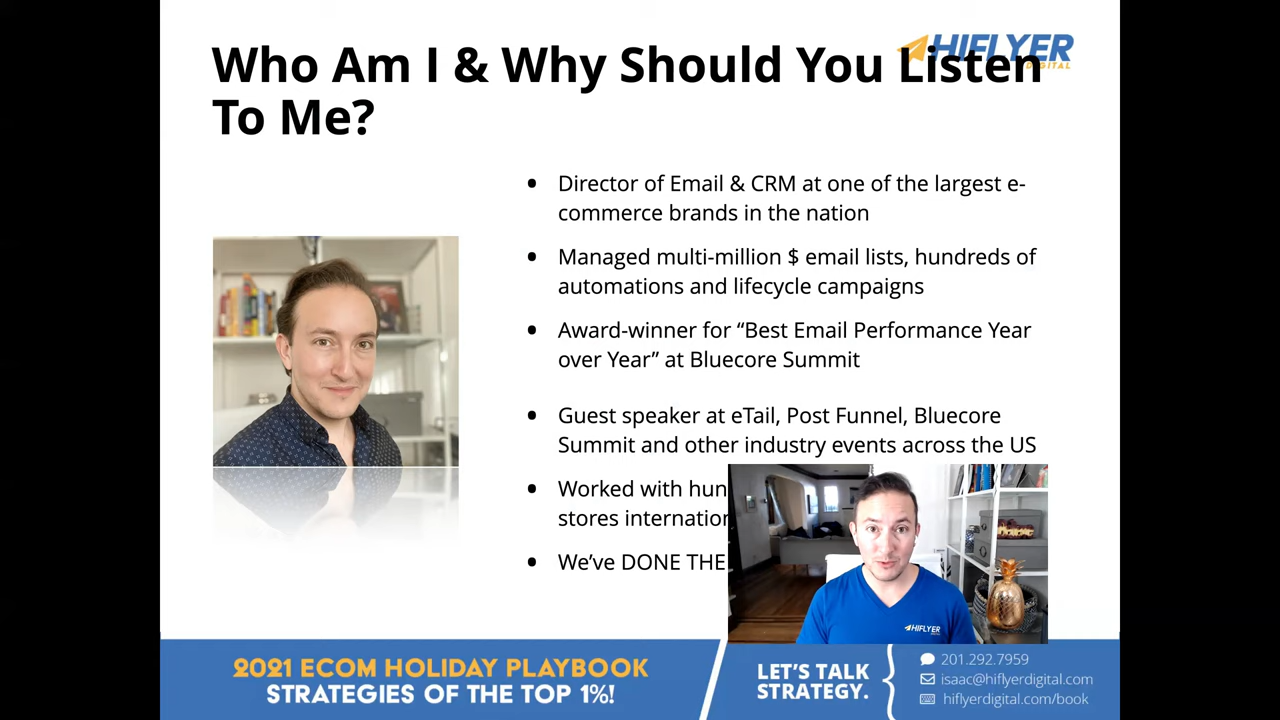 HIFLYER
DIGITAL
Who Am I & Why Should You Listen
To Me?
• Director of Email & CRM at one of the largest e-
commerce brands in the nation
• Managed multi-million $ email lists, hundreds of
automations and lifecycle campaigns
• Award-winner for “Best Email Performance Year
over Year” at Bluecore Summit
• Guest speaker at eTail, Post Funnel, Bluecore
Summit and other industry events across the US
• Worked with hun
stores internation
• We’ve DONE THE
HIFLYER
2021 ECOM HOLIDAY PLAYBOOK
STRATEGIES OF THE TOP 1%!
LET’S TALK
STRATEGY.
201.292.7959
isaac@hiflyerdigital.com
hiflyerdigital.com/book